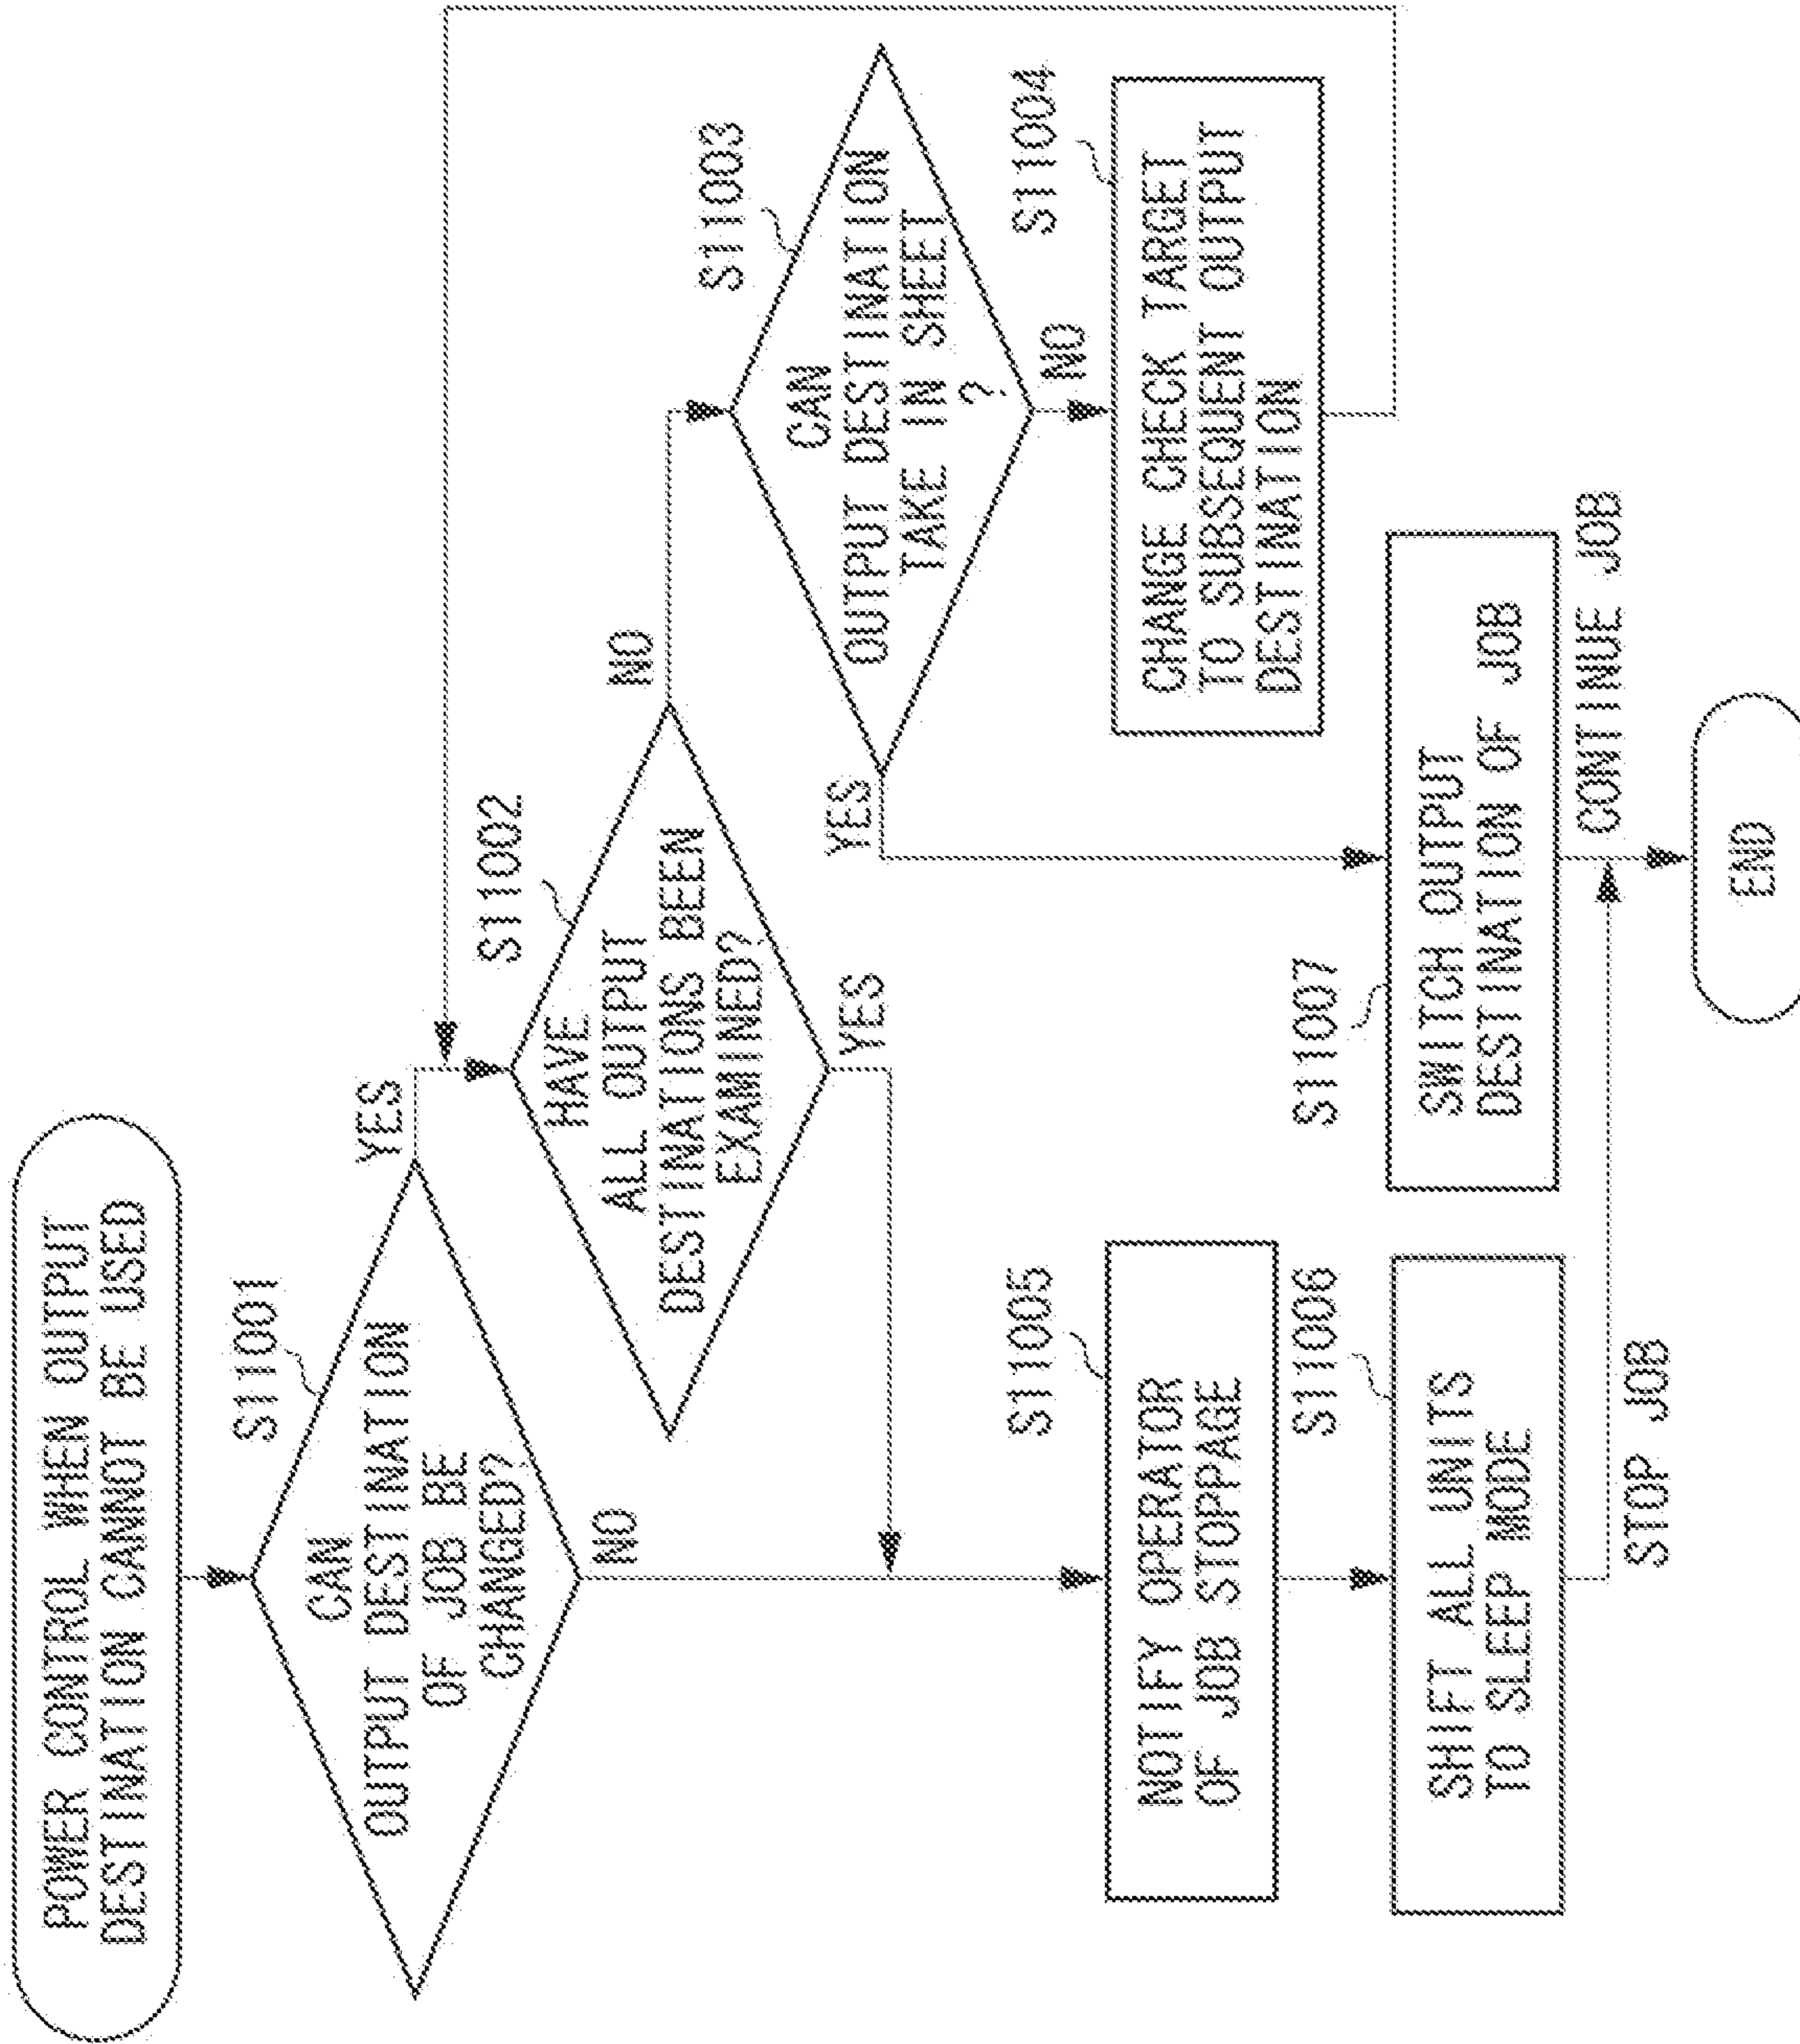 POWER CONTROL WHEN OUTPUT
DESTINATION CANNOT BE USED
S11001
CAN
OUTPUT DESTINATION
OF JOB BE
CHANGED?
YES
NO
S11002
HAVE
ALL OUTPUT
DESTINATIONS BEEN
EXAMINED?
NO
YES
S11003
CAN
OUTPUT DESTINATION
TAKE IN SHEET
?
YES
NO
S11004
CHANGE CHECK TARGET
TO SUBSEQUENT OUTPUT
DESTINATION
S11005
NOTIFY OPERATOR
OF JOB STOPPAGE
S11006
SHIFT ALL UNITS
TO SLEEP MODE
STOP JOB
S11007
SWITCH OUTPUT
DESTINATION OF JOB
CONTINUE JOB
END